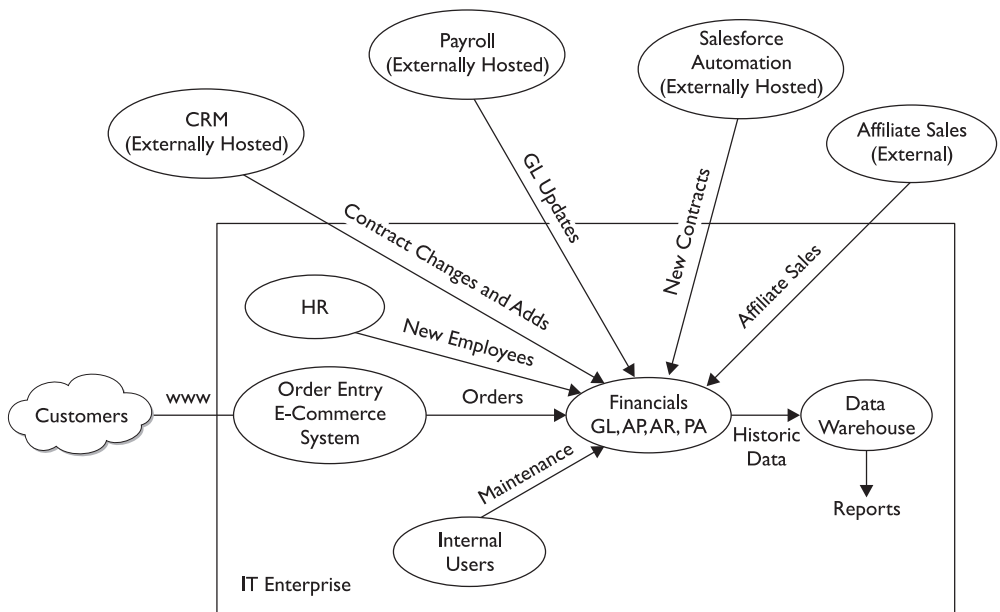 Payroll
(Externally Hosted)
Salesforce
Automation
(Externally Hosted)
CRM
(Externally Hosted)
Affiliate Sales
(External)
GL Updates
New Contracts
Contract Changes and Adds
Affiliate Sales
HR
New Employees
Customers
www
Order Entry
E-Commerce
System
Orders
Financials
GL, AP, AR, PA
Historic
Data
Data
Warehouse
Reports
Maintenance
Internal
Users
IT Enterprise